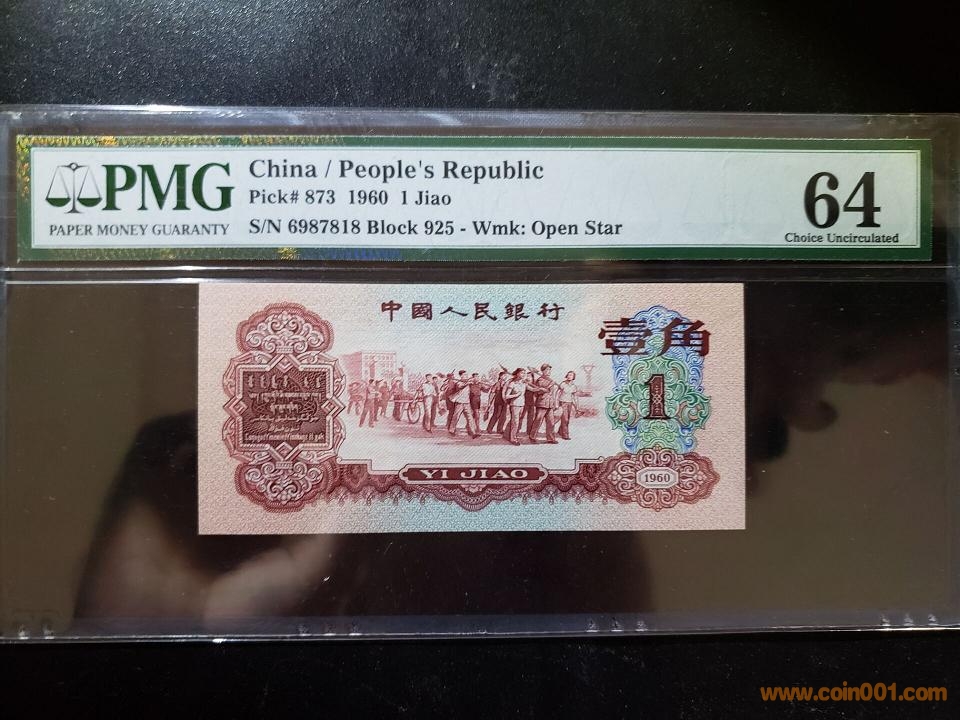 PMG
PAPER MONEY GUARANTY
China / People's Republic
Pick# 873 1960 1 Jiao
S/N 6987818 Block 925 - Wmk: Open Star
64
Choice Uncirculated
中國人民銀行
壹角
1
YI JIAO
1960
www.coin001.com